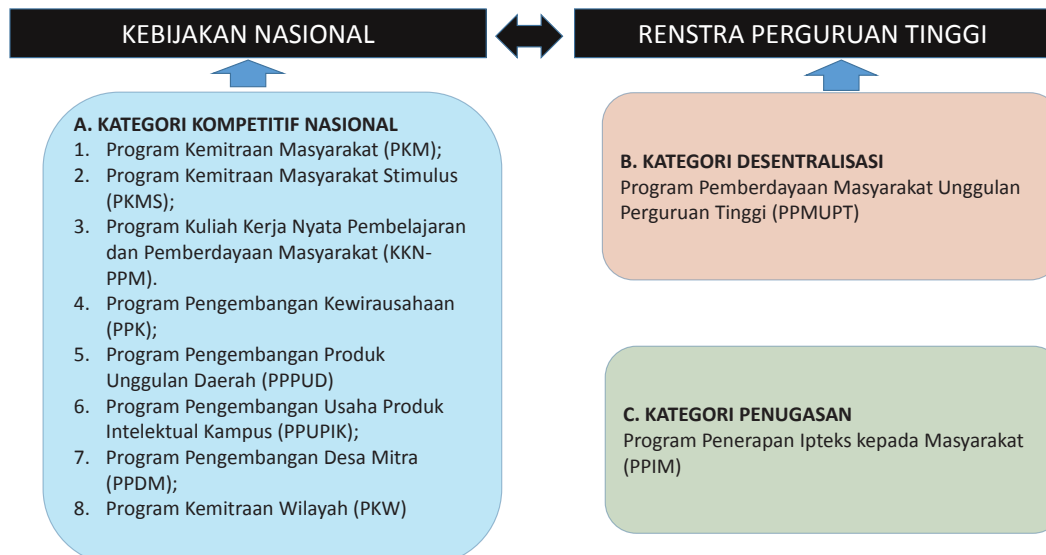 KEBIJAKAN NASIONAL
RENSTRA PERGURUAN TINGGI
A. KATEGORI KOMPETITIF NASIONAL
1. Program Kemitraan Masyarakat (PKM);
2. Program Kemitraan Masyarakat Stimulus
(PKMS);
3. Program Kuliah Kerja Nyata Pembelajaran
dan Pemberdayaan Masyarakat (KKN-
PPM).
4. Program Pengembangan Kewirausahaan
(PPK);
5. Program Pengembangan Produk
Unggulan Daerah (PPPUD)
6. Program Pengembangan Usaha Produk
Intelektual Kampus (PPUPIK);
7. Program Pengembangan Desa Mitra
(PPDM);
8. Program Kemitraan Wilayah (PKW)
B. KATEGORI DESENTRALISASI
Program Pemberdayaan Masyarakat Unggulan
Perguruan Tinggi (PPMUPT)
C. KATEGORI PENUGASAN
Program Penerapan Ipteks kepada Masyarakat
(PPIM)